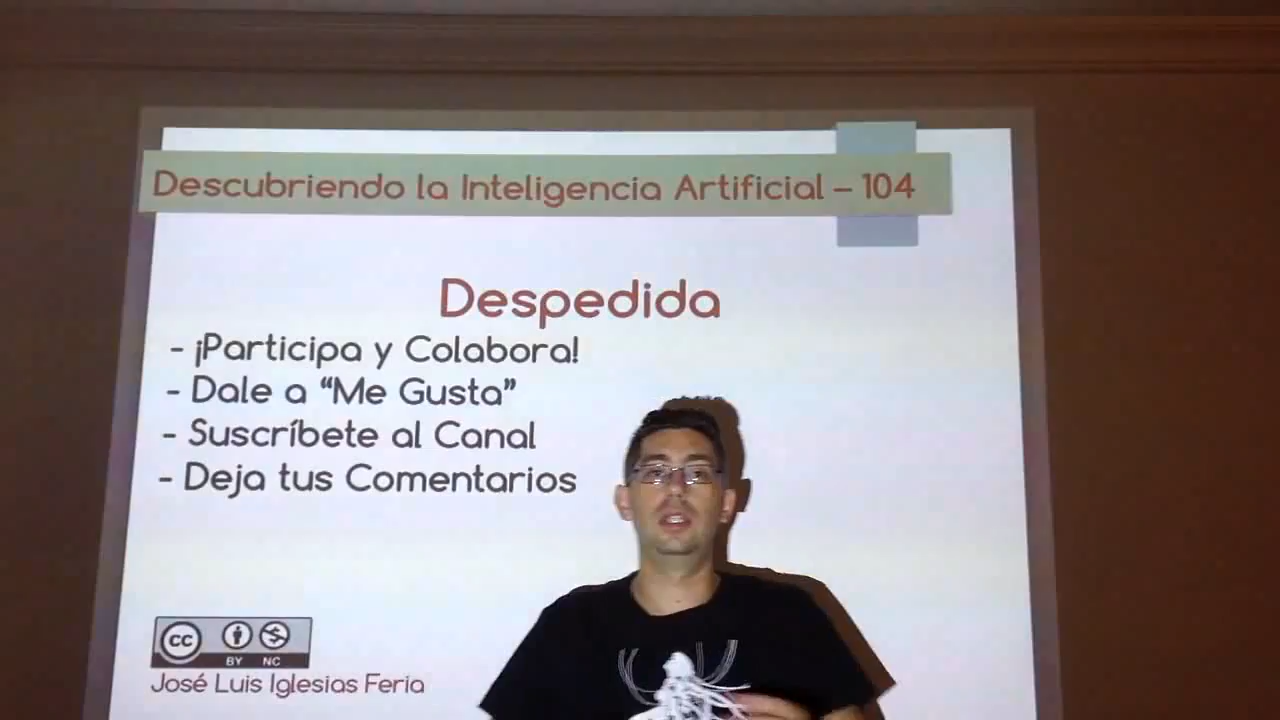 Descubriendo la Inteligencia Artificial – 104
Despedida
- ¡Participa y Colabora!
- Dale a “Me Gusta”
- Suscríbete al Canal
- Deja tus Comentarios
cc
BY NC
José Luis Iglesias Feria